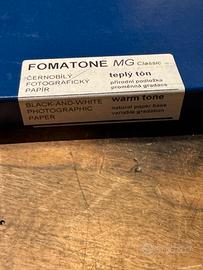 FOMATONE MG Classic
ČERNOBÍLÝ
FOTOGRAFICKÝ
PAPÍR
teplý tón
přírodní podložka
proměnná gradace
BLACK-AND-WHITE
PHOTOGRAPHIC
PAPER
warm tone
natural paper base
variable gradation